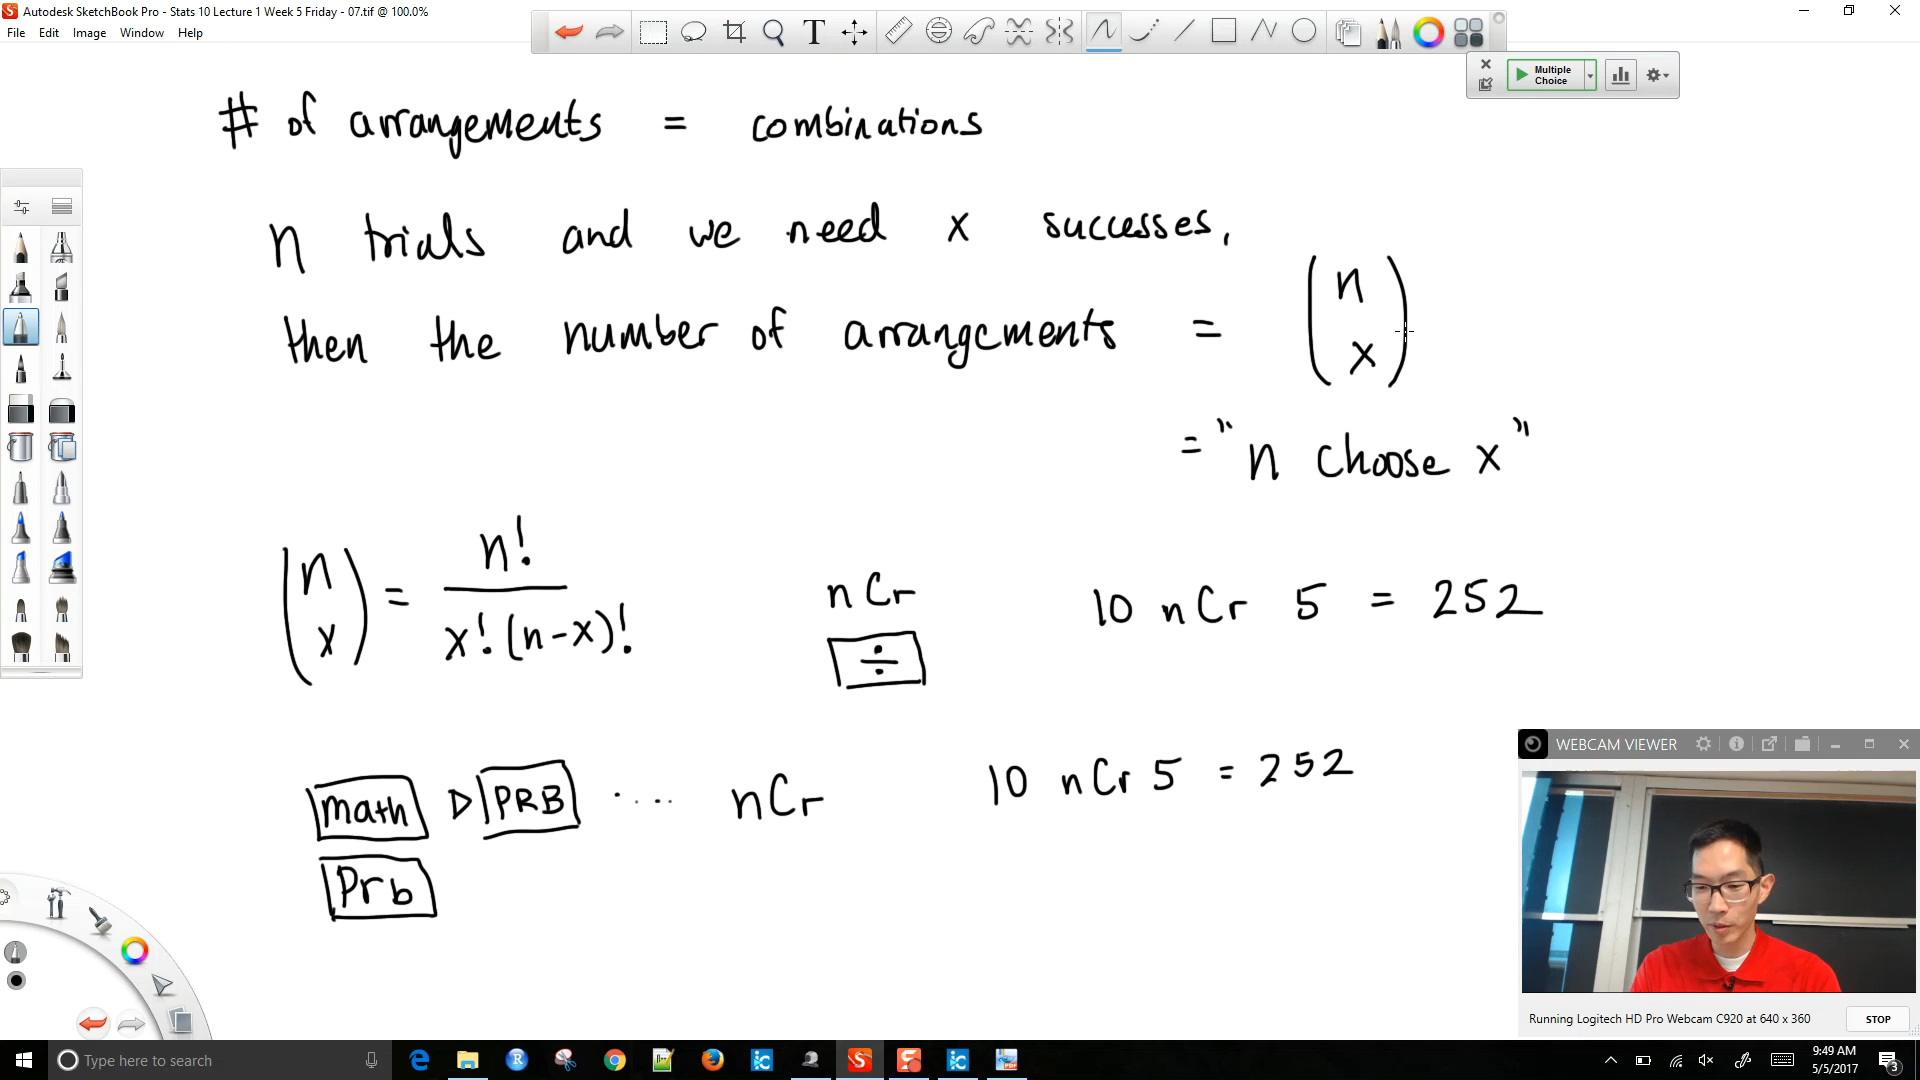 Autodesk SketchBook Pro - Stats 10 Lecture 1 Week 5 Friday - 07.tif @ 100.0%
File Edit Image Window Help
T
Multiple
Choice
# of arrangements = combinations
n trials and we need x successes,
then the number of arrangements = (n
x)
= "n choose x"
(n
x) = n!
x! (n-x)!
nCr
÷
10 nCr 5 = 252
math ▷ PRB .... nCr
10 nCr 5 = 252
Prb
WEBCAM VIEWER
Running Logitech HD Pro Webcam C920 at 640 x 360
STOP
Type here to search
9:49 AM
5/5/2017
3